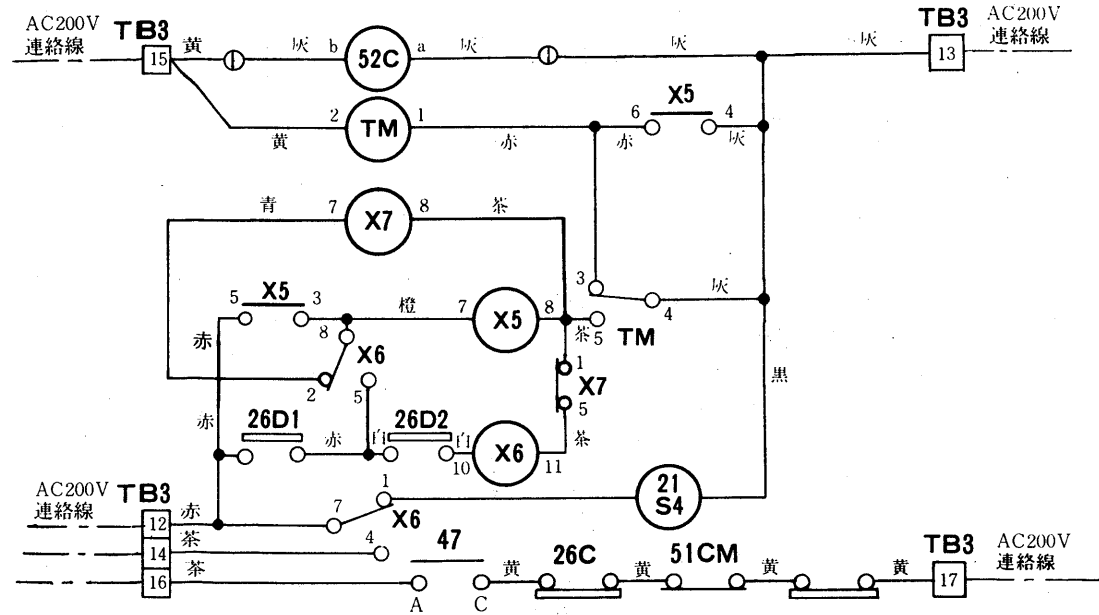 AC200V
連絡線
TB3
15
黄
灰
b
52C
a
灰
灰
灰
TB3
13
AC200V
連絡線
黄
2
TM
1
赤
赤
6
X5
4
灰
青
7
X7
8
茶
5
X5
3
橙
7
X5
8
茶
5
3
4
灰
TM
赤
8
X6
2
5
1
X7
5
茶
黒
赤
26D1
赤
白
26D2
白
10
X6
11
AC200V
連絡線
TB3
12
赤
14
茶
16
茶
7
1
X6
4
21
S4
47
A
C
黄
26C
黄
51CM
黄
黄
TB3
17
AC200V
連絡線